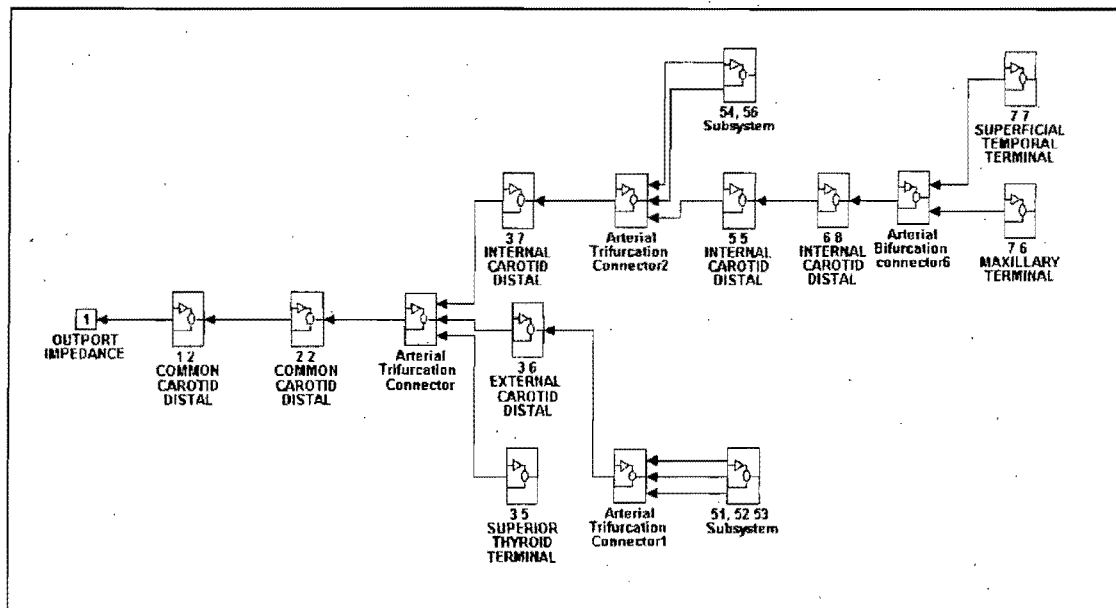 54, 56
Subsystem
7 7
SUPERFICIAL
TEMPORAL
TERMINAL
3 7
INTERNAL
CAROTID
DISTAL
Arterial
Trifurcation
Connector2
5 5
INTERNAL
CAROTID
DISTAL
6 8
INTERNAL
CAROTID
DISTAL
Arterial
Bifurcation
connector6
7 6
MAXILLARY
TERMINAL
1
OUTPORT
IMPEDANCE
1 2
COMMON
CAROTID
DISTAL
2 2
COMMON
CAROTID
DISTAL
Arterial
Trifurcation
Connector
3 6
EXTERNAL
CAROTID
DISTAL
3 5
SUPERIOR
THYROID
TERMINAL
Arterial
Trifurcation
Connector1
51, 52 53
Subsystem